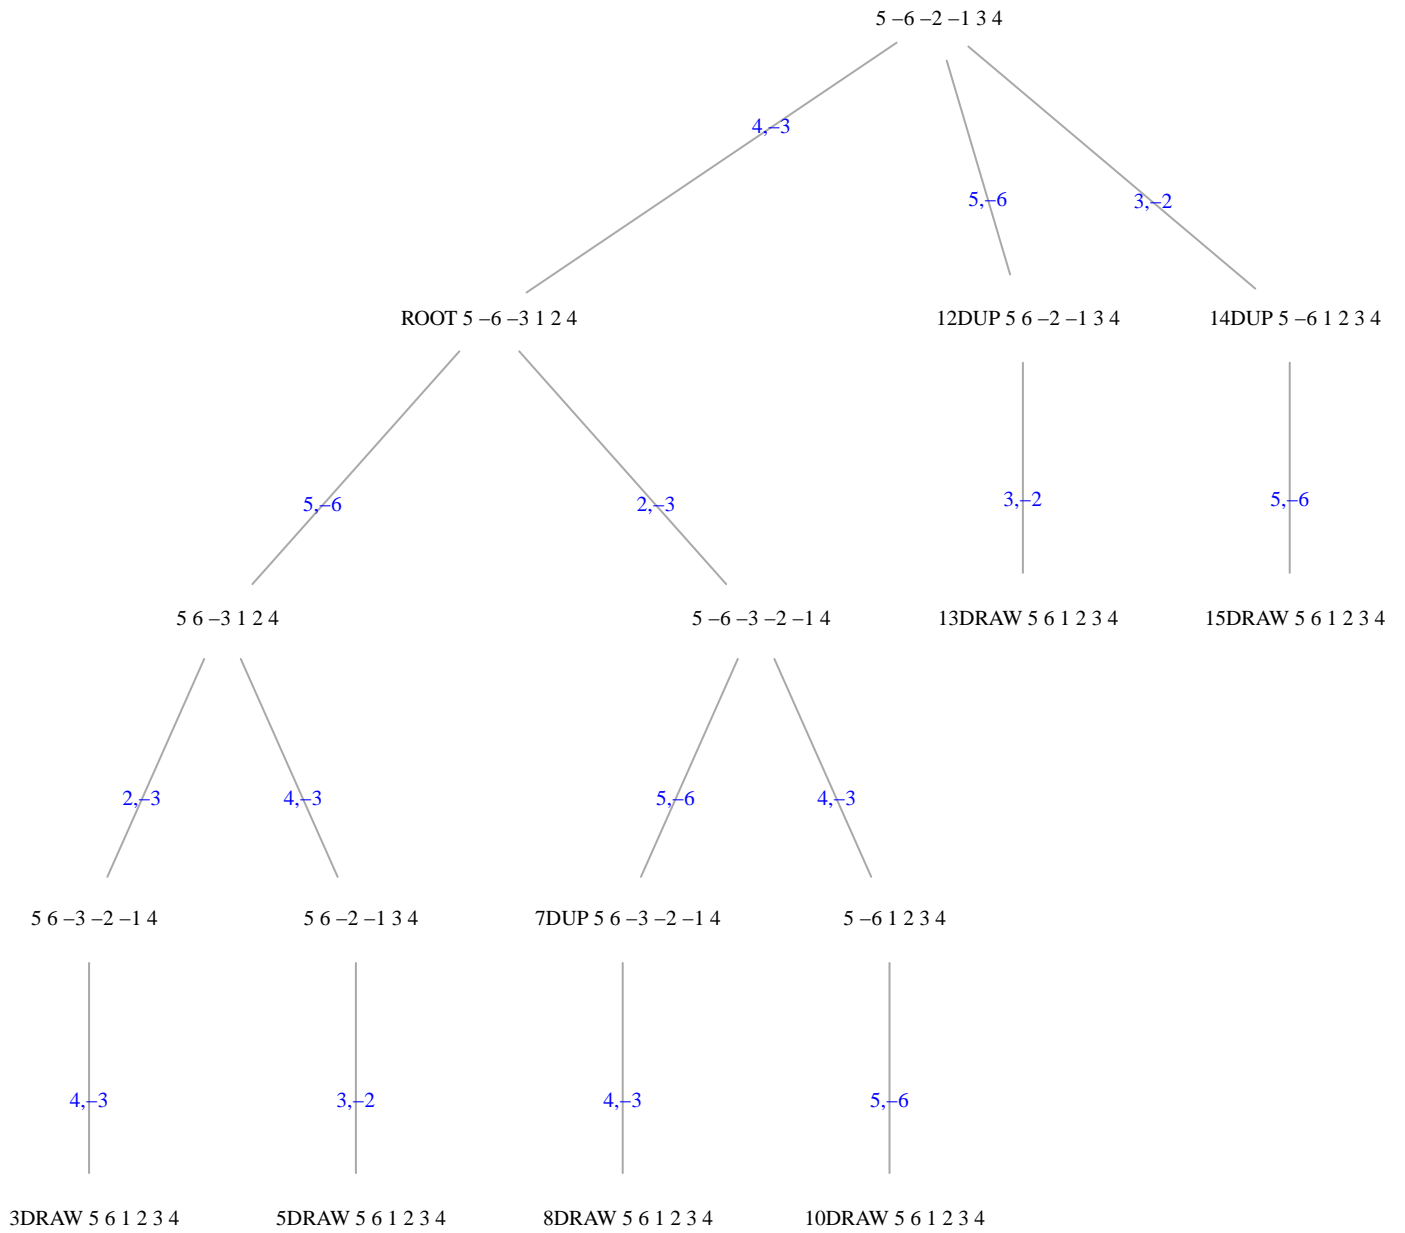 5 –6 –2 –1 3 4
4,–3
5,–6
3,–2
ROOT 5 –6 –3 1 2 4
12DUP 5 6 –2 –1 3 4
14DUP 5 –6 1 2 3 4
5,–6
2,–3
3,–2
5,–6
5 6 –3 1 2 4
5 –6 –3 –2 –1 4
13DRAW 5 6 1 2 3 4
15DRAW 5 6 1 2 3 4
2,–3
4,–3
5,–6
4,–3
5 6 –3 –2 –1 4
5 6 –2 –1 3 4
7DUP 5 6 –3 –2 –1 4
5 –6 1 2 3 4
4,–3
3,–2
4,–3
5,–6
3DRAW 5 6 1 2 3 4
5DRAW 5 6 1 2 3 4
8DRAW 5 6 1 2 3 4
10DRAW 5 6 1 2 3 4